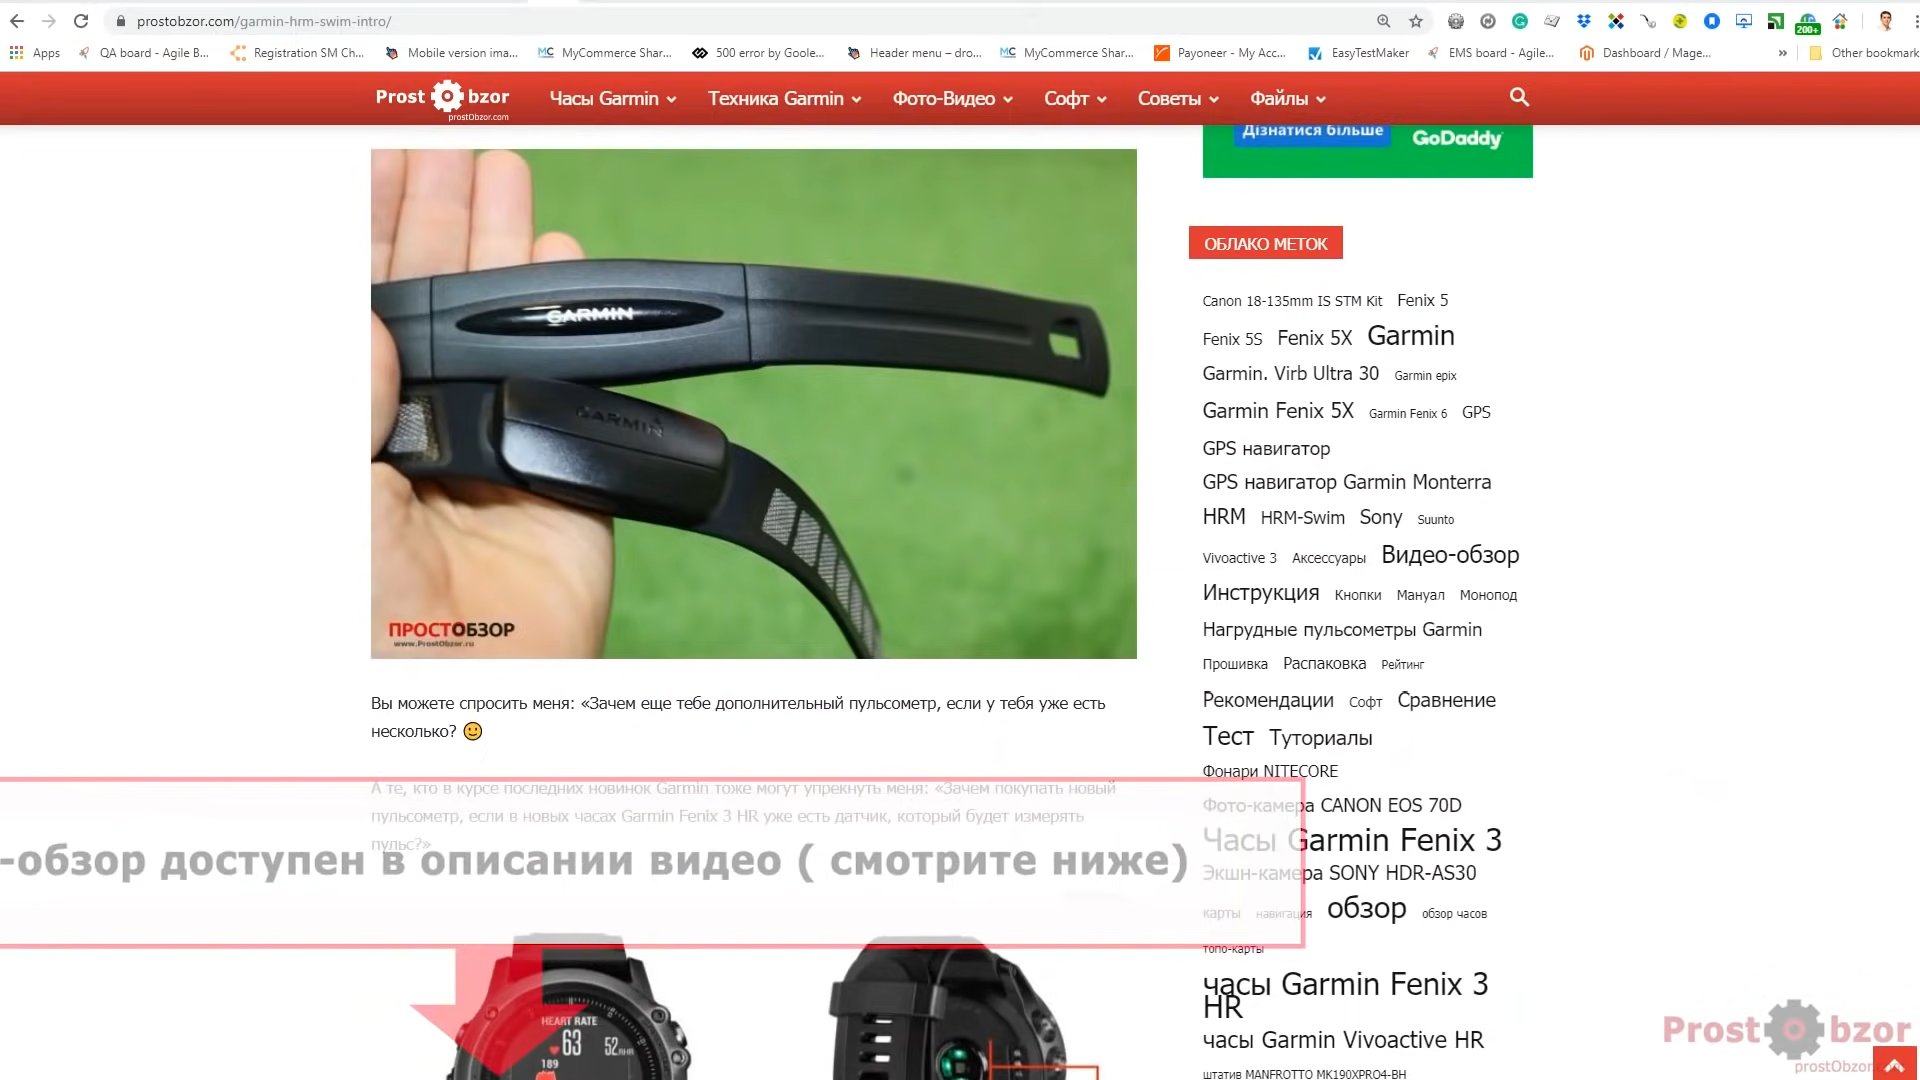 prostobzor.com/garmin-hrm-swim-intro/
200+
Apps
QA board - Agile B...
Registration SM Ch...
Mobile version ima...
MyCommerce Shar...
500 error by Goole...
Header menu – dro...
MyCommerce Shar...
Payoneer - My Acc...
EasyTestMaker
EMS board - Agile...
Dashboard / Mage...
»
Other bookmark
Prost bzor
prostObzor.com
Часы Garmin
Техника Garmin
Фото-Видео
Софт
Советы
Файлы
Дізнатися більше
GoDaddy
GARMIN
GARMIN
ПРОСТОБЗОР
www.ProstObzor.ru
Вы можете спросить меня: «Зачем еще тебе дополнительный пульсометр, если у тебя уже есть
несколько?
А те, кто в курсе последних новинок Garmin тоже могут упрекнуть меня: «Зачем покупать новый
пульсометр, если в новых часах Garmin Fenix 3 HR уже есть датчик, который будет измерять
пульс?»
-обзор доступен в описании видео ( смотрите ниже)
HEART RATE
63
52 RHR
189
ОБЛАКО МЕТОК
Canon 18-135mm IS STM Kit Fenix 5
Fenix 5S Fenix 5X Garmin
Garmin. Virb Ultra 30 Garmin epix
Garmin Fenix 5X Garmin Fenix 6 GPS
GPS навигатор
GPS навигатор Garmin Monterra
HRM HRM-Swim Sony Suunto
Vivoactive 3 Аксессуары Видео-обзор
Инструкция Кнопки Мануал Монопод
Нагрудные пульсометры Garmin
Прошивка Распаковка Рейтинг
Рекомендации Софт Сравнение
Тест Туториалы
Фонари NITECORE
Фото-камера CANON EOS 70D
Часы Garmin Fenix 3
Экшн-камера SONY HDR-AS30
карты навигация обзор обзор часов
топо-карты
часы Garmin Fenix 3
HR
часы Garmin Vivoactive HR
штатив MANFROTTO MK190XPRO4-BH
Prost bzor
prostObzor